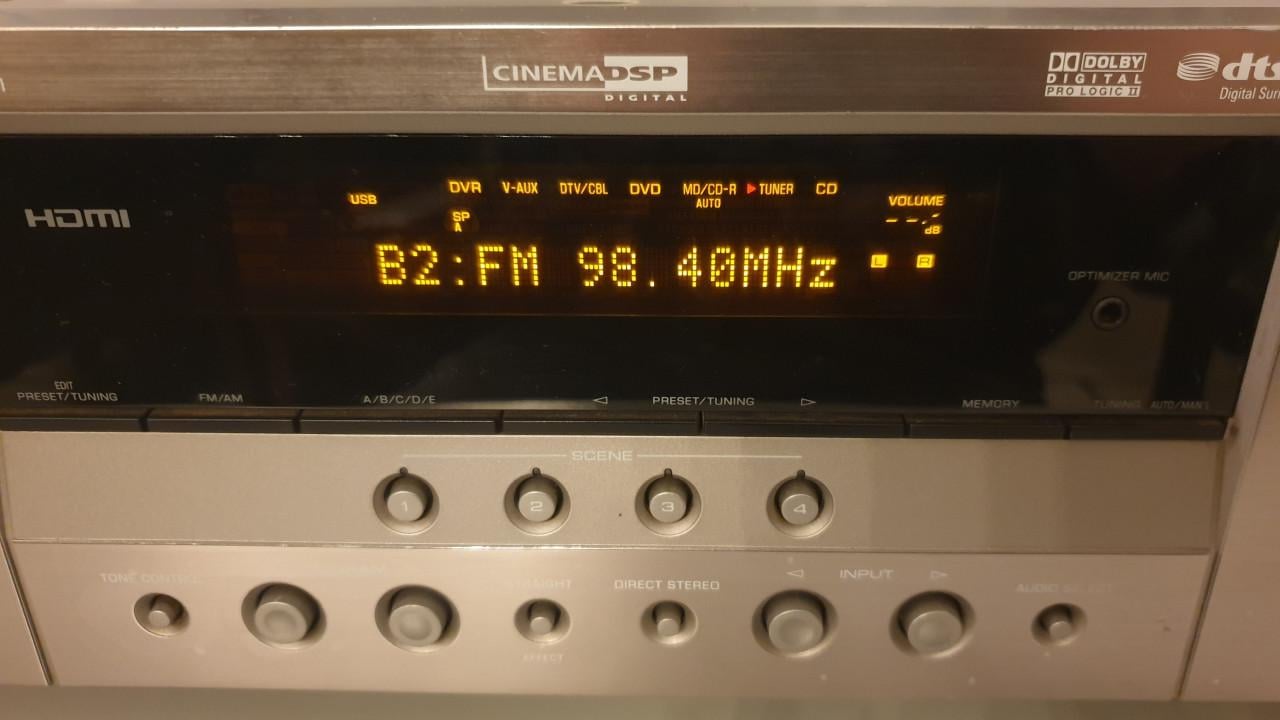 CINEMA DSP
DIGITAL
DOLBY
DIGITAL
PRO LOGIC II
dts
Digital
HDMI
USB DVR V-AUX DTV/CBL DVD MD/CD-R TUNER CD
AUTO
VOLUME
--.-
dB
SP
A
B2:FM 98.40MHz
L R
OPTIMIZER MIC
EDIT
PRESET/TUNING
FM/AM
A/B/C/D/E
◁ PRESET/TUNING ▷
MEMORY
TUNING AUTO/MAN'L
SCENE
1 2 3 4
TONE CONTROL
DIRECT STEREO
◁ INPUT ▷
AUDIO SELECT
EFFECT